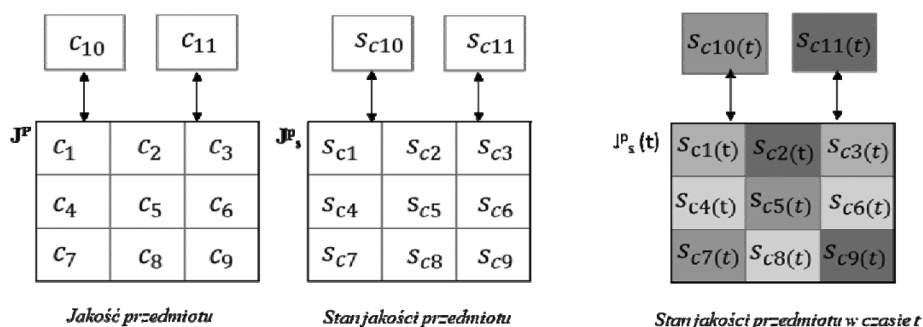 c10 c11 Sc10 Sc11 Sc10(t) Sc11(t)
Jᴾ c1 c2 c3 Jᴾs Sc1 Sc2 Sc3 Jᴾs (t) Sc1(t) Sc2(t) Sc3(t)
c4 c5 c6 Sc4 Sc5 Sc6 Sc4(t) Sc5(t) Sc6(t)
c7 c8 c9 Sc7 Sc8 Sc9 Sc7(t) Sc8(t) Sc9(t)
Jakość przedmiotu Stan jakości przedmiotu Stan jakości przedmiotu w czasie t